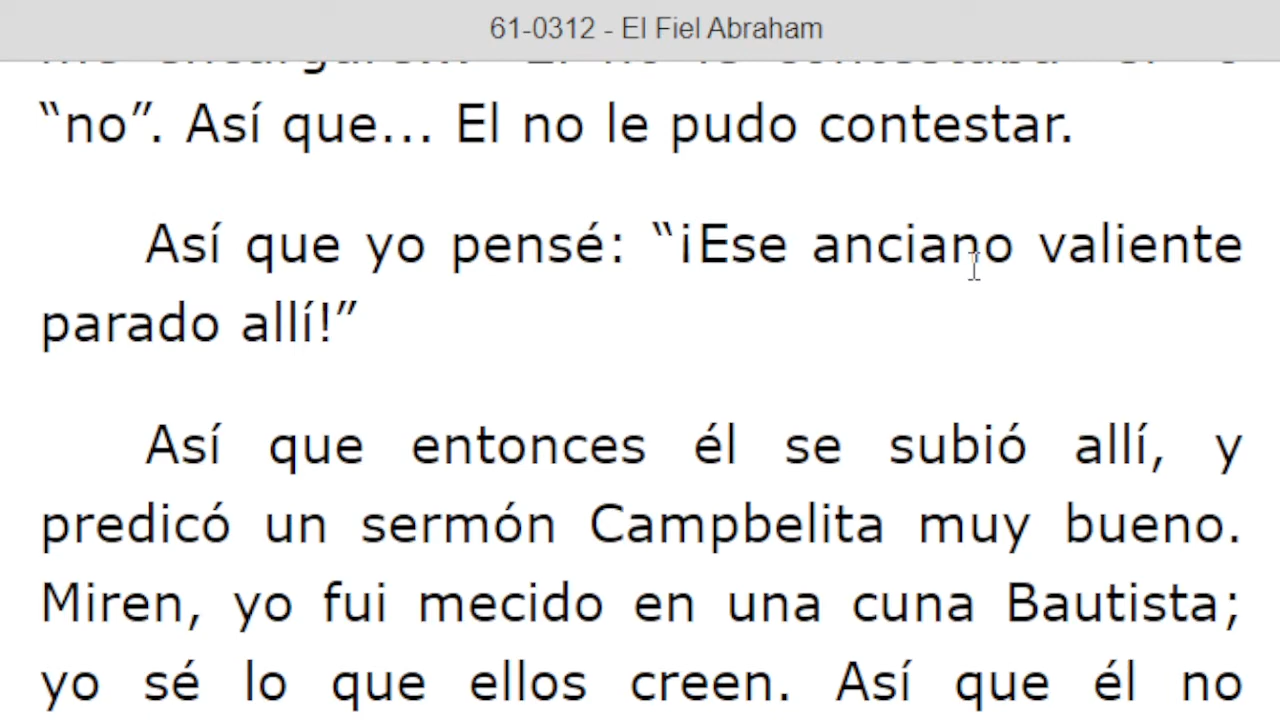 61-0312 - El Fiel Abraham
“no”. Así que... El no le pudo contestar.
Así que yo pensé: “¡Ese anciano valiente
parado allí!”
Así que entonces él se subió allí, y
predicó un sermón Campbelita muy bueno.
Miren, yo fui mecido en una cuna Bautista;
yo sé lo que ellos creen. Así que él no